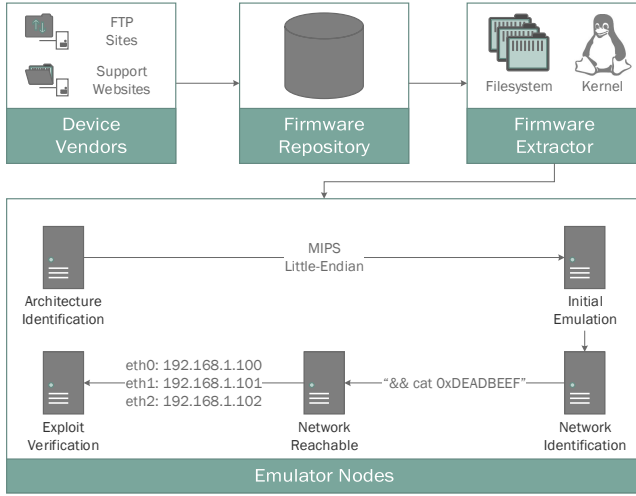 FTP
Sites
Support
Websites
Device
Vendors
Firmware
Repository
Filesystem
Kernel
Firmware
Extractor
MIPS
Little-Endian
Architecture
Identification
Initial
Emulation
eth0: 192.168.1.100
eth1: 192.168.1.101
eth2: 192.168.1.102
“&& cat 0xDEADBEEF”
Exploit
Verification
Network
Reachable
Network
Identification
Emulator Nodes